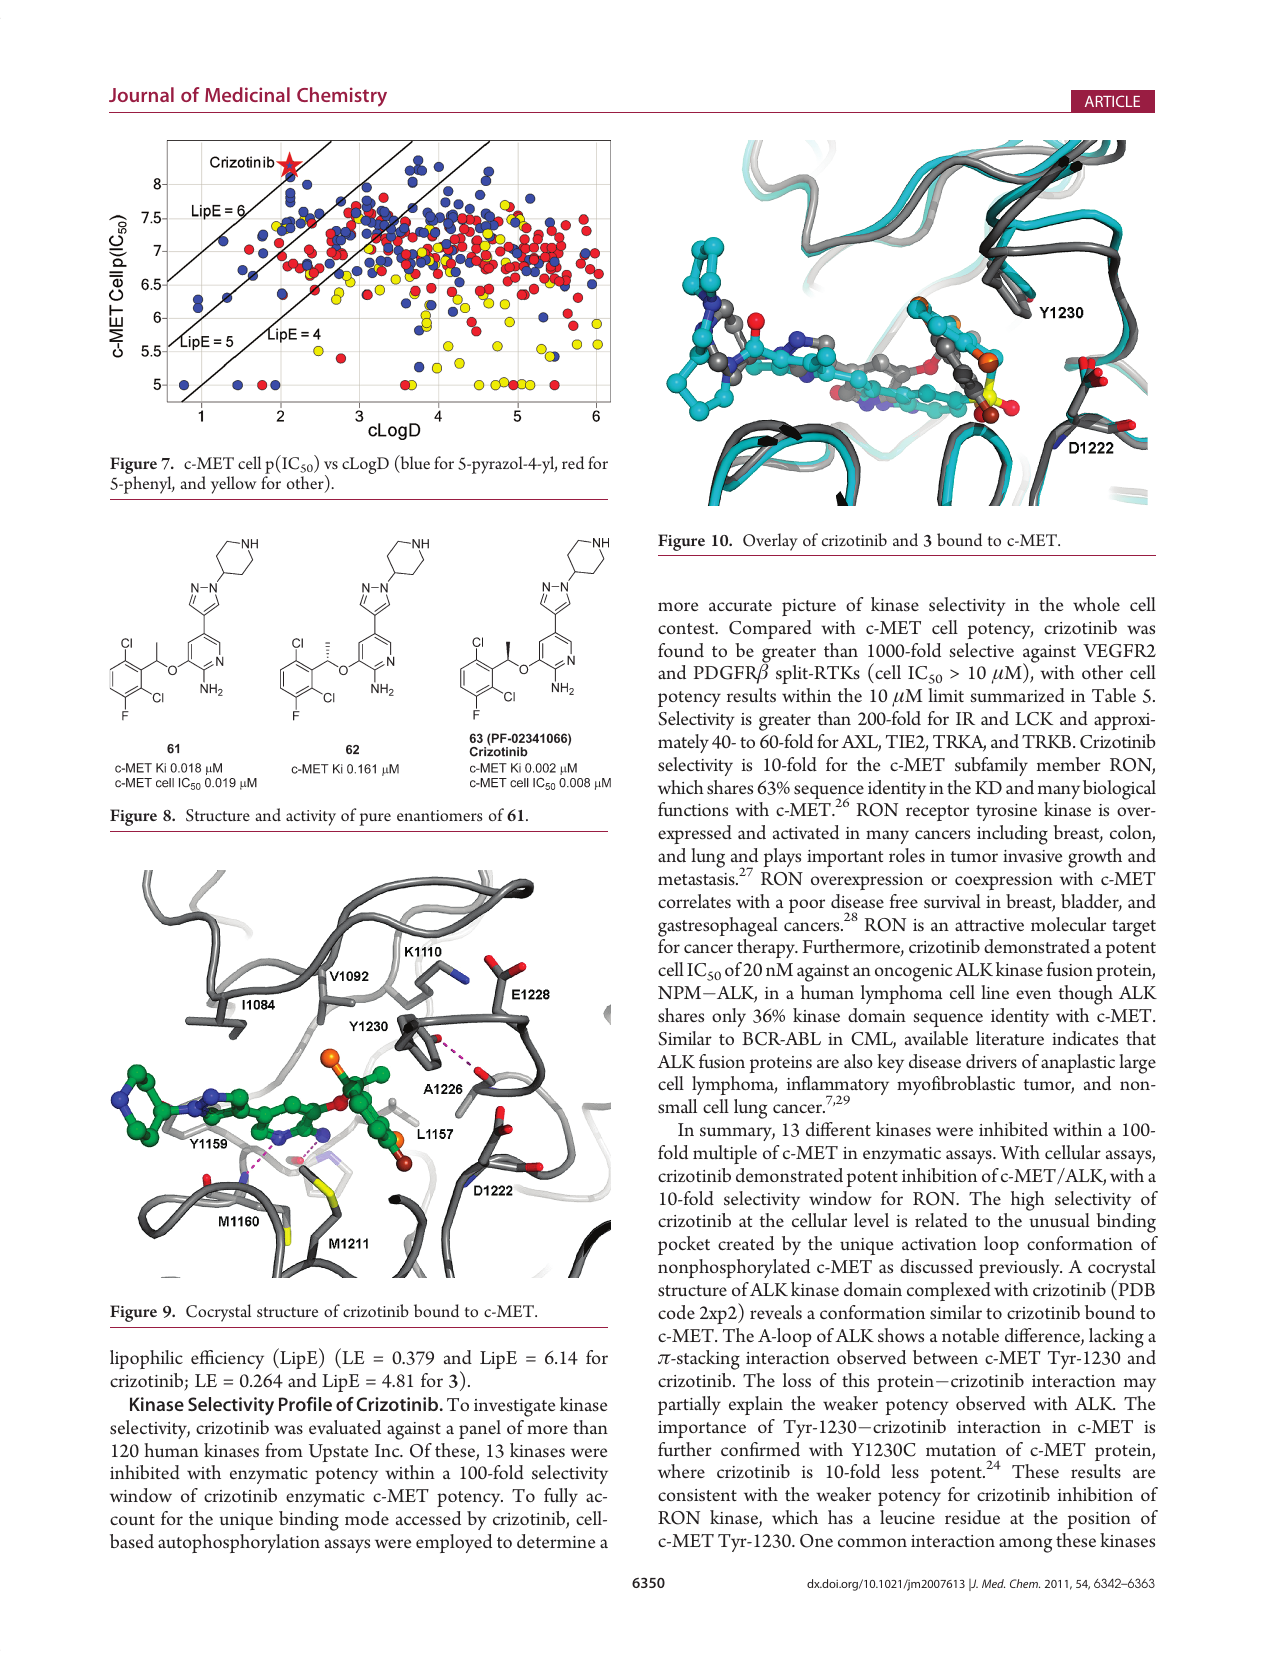 Journal of Medicinal Chemistry
ARTICLE
Crizotinib
LipE = 6
LipE = 5
LipE = 4
c-MET Cell p(IC50)
8
7.5
7
6.5
6
5.5
5
1 2 3 4 5 6
cLogD
Figure 7. c-MET cell p(IC50) vs cLogD (blue for 5-pyrazol-4-yl, red for
5-phenyl, and yellow for other).
NH
N-N
Cl
O
N
Cl
NH2
F
61
c-MET Ki 0.018 μM
c-MET cell IC50 0.019 μM
NH
N-N
Cl
O
N
Cl
NH2
F
62
c-MET Ki 0.161 μM
NH
N-N
Cl
O
N
Cl
NH2
F
63 (PF-02341066)
Crizotinib
c-MET Ki 0.002 μM
c-MET cell IC50 0.008 μM
Figure 8. Structure and activity of pure enantiomers of 61.
K1110
V1092
I1084
E1228
Y1230
A1226
L1157
Y1159
D1222
M1160
M1211
Figure 9. Cocrystal structure of crizotinib bound to c-MET.
lipophilic efficiency (LipE) (LE = 0.379 and LipE = 6.14 for
crizotinib; LE = 0.264 and LipE = 4.81 for 3).
Kinase Selectivity Profile of Crizotinib. To investigate kinase
selectivity, crizotinib was evaluated against a panel of more than
120 human kinases from Upstate Inc. Of these, 13 kinases were
inhibited with enzymatic potency within a 100-fold selectivity
window of crizotinib enzymatic c-MET potency. To fully ac-
count for the unique binding mode accessed by crizotinib, cell-
based autophosphorylation assays were employed to determine a
Y1230
D1222
Figure 10. Overlay of crizotinib and 3 bound to c-MET.
more accurate picture of kinase selectivity in the whole cell
contest. Compared with c-MET cell potency, crizotinib was
found to be greater than 1000-fold selective against VEGFR2
and PDGFRβ split-RTKs (cell IC50 > 10 μM), with other cell
potency results within the 10 μM limit summarized in Table 5.
Selectivity is greater than 200-fold for IR and LCK and approxi-
mately 40- to 60-fold for AXL, TIE2, TRKA, and TRKB. Crizotinib
selectivity is 10-fold for the c-MET subfamily member RON,
which shares 63% sequence identity in the KD and many biological
functions with c-MET.26 RON receptor tyrosine kinase is over-
expressed and activated in many cancers including breast, colon,
and lung and plays important roles in tumor invasive growth and
metastasis.27 RON overexpression or coexpression with c-MET
correlates with a poor disease free survival in breast, bladder, and
gastresophageal cancers.28 RON is an attractive molecular target
for cancer therapy. Furthermore, crizotinib demonstrated a potent
cell IC50 of 20 nM against an oncogenic ALK kinase fusion protein,
NPM−ALK, in a human lymphoma cell line even though ALK
shares only 36% kinase domain sequence identity with c-MET.
Similar to BCR-ABL in CML, available literature indicates that
ALK fusion proteins are also key disease drivers of anaplastic large
cell lymphoma, inflammatory myofibroblastic tumor, and non-
small cell lung cancer.7,29
In summary, 13 different kinases were inhibited within a 100-
fold multiple of c-MET in enzymatic assays. With cellular assays,
crizotinib demonstrated potent inhibition of c-MET/ALK, with a
10-fold selectivity window for RON. The high selectivity of
crizotinib at the cellular level is related to the unusual binding
pocket created by the unique activation loop conformation of
nonphosphorylated c-MET as discussed previously. A cocrystal
structure of ALK kinase domain complexed with crizotinib (PDB
code 2xp2) reveals a conformation similar to crizotinib bound to
c-MET. The A-loop of ALK shows a notable difference, lacking a
π-stacking interaction observed between c-MET Tyr-1230 and
crizotinib. The loss of this protein−crizotinib interaction may
partially explain the weaker potency observed with ALK. The
importance of Tyr-1230−crizotinib interaction in c-MET is
further confirmed with Y1230C mutation of c-MET protein,
where crizotinib is 10-fold less potent.24 These results are
consistent with the weaker potency for crizotinib inhibition of
RON kinase, which has a leucine residue at the position of
c-MET Tyr-1230. One common interaction among these kinases
6350
dx.doi.org/10.1021/jm2007613 |J. Med. Chem. 2011, 54, 6342–6363